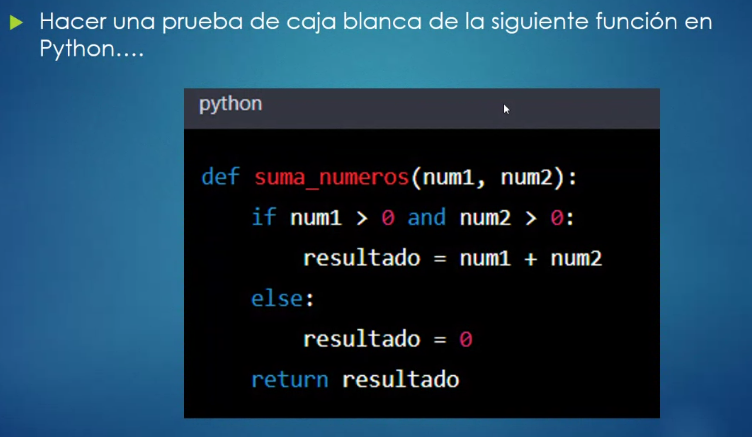 Hacer una prueba de caja blanca de la siguiente función en
Python....
python
def suma_numeros(num1, num2):
    if num1 > 0 and num2 > 0:
        resultado = num1 + num2
    else:
        resultado = 0
    return resultado